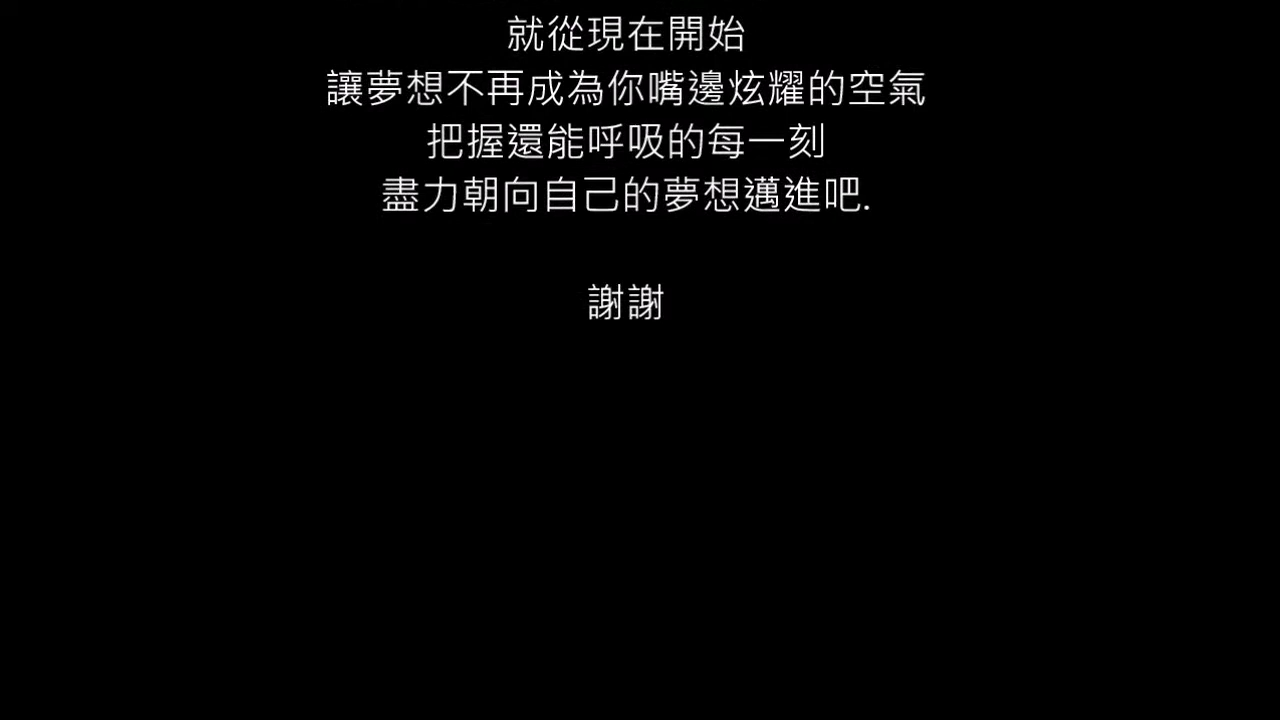 就從現在開始
讓夢想不再成為你嘴邊炫耀的空氣
把握還能呼吸的每一刻
盡力朝向自己的夢想邁進吧.
謝謝